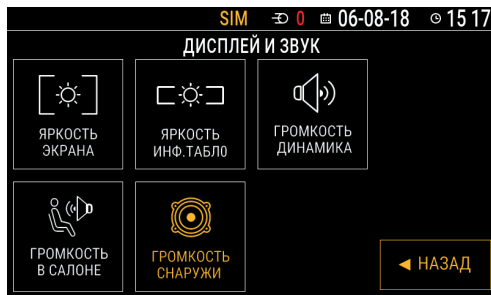 SIM 0 06-08-18 15 17
ДИСПЛЕЙ И ЗВУК
ЯРКОСТЬ
ЭКРАНА
ЯРКОСТЬ
ИНФ.ТАБЛ0
ГРОМКОСТЬ
ДИНАМИКА
ГРОМКОСТЬ
В САЛОНЕ
ГРОМКОСТЬ
СНАРУЖИ
НАЗАД